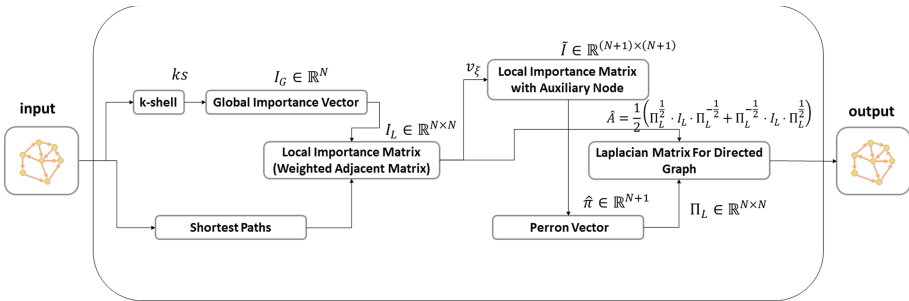 input
ks
k-shell
I_G ∈ ℝ^N
Global Importance Vector
I_L ∈ ℝ^{N×N}
Local Importance Matrix
(Weighted Adjacent Matrix)
Shortest Paths
v_ξ
Ĩ ∈ ℝ^{(N+1)×(N+1)}
Local Importance Matrix
with Auxiliary Node
Â = 1/2 (Π_L^{1/2} · I_L · Π_L^{-1/2} + Π_L^{-1/2} · I_L · Π_L^{1/2})
Laplacian Matrix For Directed
Graph
π̂ ∈ ℝ^{N+1}
Perron Vector
Π_L ∈ ℝ^{N×N}
output